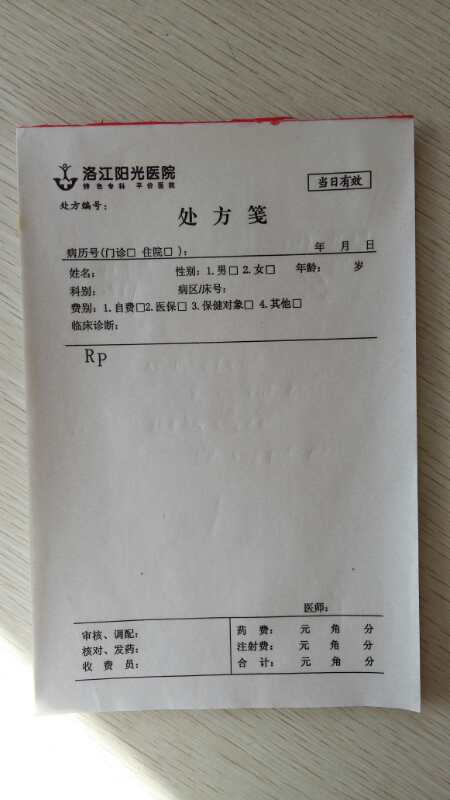 洛江阳光医院
特色专科 平价医院
当日有效
处方编号：
处方笺
病历号(门诊□ 住院□ )： 年 月 日
姓名： 性别：1.男□ 2.女□ 年龄： 岁
科别： 病区/床号：
费别：1.自费□2.医保□ 3.保健对象□ 4.其他□
临床诊断：
Rp
医师：
审核、调配： 药 费： 元 角 分
核对、发药： 注射费： 元 角 分
收 费 员： 合 计： 元 角 分